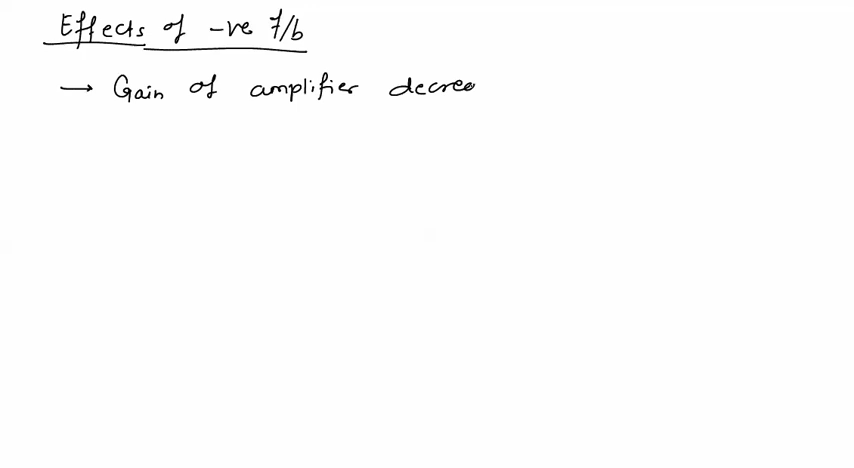 Effects of -ve f/b
→ Gain of amplifier decrea